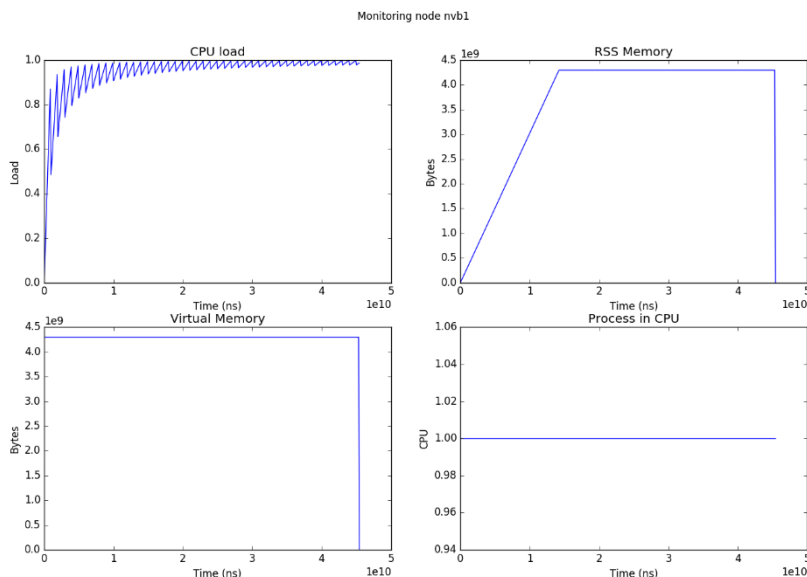 Monitoring node nvb1
CPU load
1.0
0.8
0.6
0.4
0.2
0.0
Load
0 1 2 3 4 5
Time (ns)
1e10
RSS Memory
1e9
4.5
4.0
3.5
3.0
2.5
2.0
1.5
1.0
0.5
0.0
Bytes
0 1 2 3 4 5
Time (ns)
1e10
Virtual Memory
1e9
4.5
4.0
3.5
3.0
2.5
2.0
1.5
1.0
0.5
0.0
Bytes
0 1 2 3 4 5
Time (ns)
1e10
Process in CPU
1.06
1.04
1.02
1.00
0.98
0.96
0.94
CPU
0 1 2 3 4 5
Time (ns)
1e10